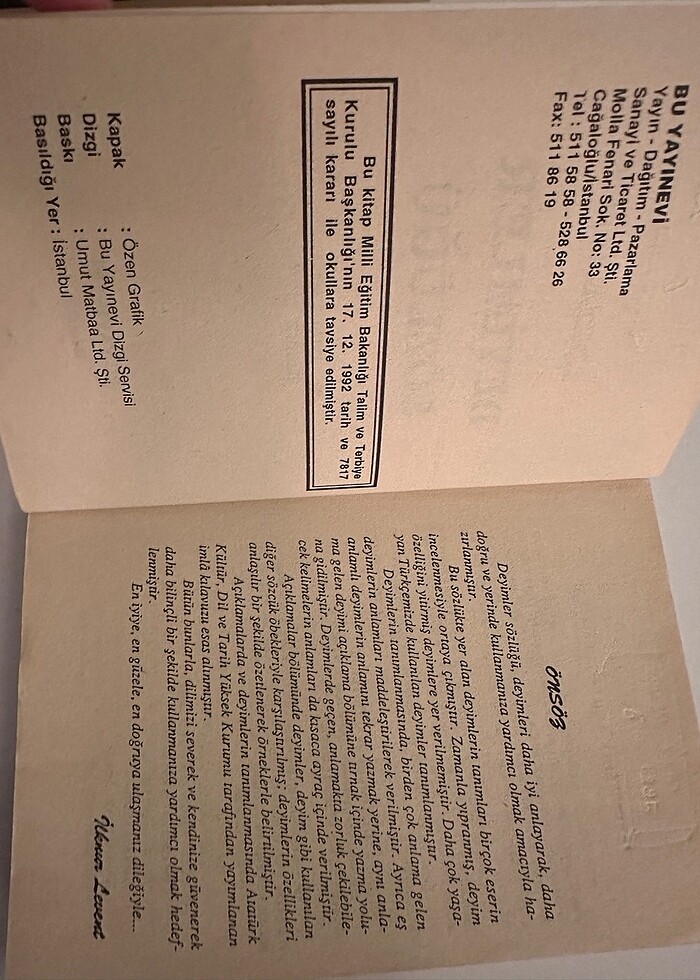 BU YAYINEVİ
Yayın - Dağıtım - Pazarlama
Sanayi ve Ticaret Ltd. Şti.
Molla Fenari Sok. No: 33
Cağaloğlu/İstanbul
Tel : 511 58 58 - 528 66 26
Fax: 511 86 19
Bu kitap Milli Eğitim Bakanlığı Talim ve Terbiye
Kurulu Başkanlığı'nın 17. 12. 1992 tarih ve 7817
sayılı kararı ile okullara tavsiye edilmiştir.
Kapak : Özen Grafik
Dizgi : Bu Yayınevi Dizgi Servisi
Baskı : Umut Matbaa Ltd. Şti.
Basıldığı Yer : İstanbul
ÖNSÖZ
Deyimler sözlüğü, deyimleri daha iyi anlayarak, daha
doğru ve yerinde kullanmanıza yardımcı olmak amacıyla ha-
zırlanmıştır.
Bu sözlükte yer alan deyimlerin tanımları birçok eserin
incelenmesiyle ortaya çıkmıştır. Zamanla yıpranmış, deyim
özelliğini yitirmiş deyimlere yer verilmemiştir. Daha çok yaşa-
yan Türkçemizde kullanılan deyimler tanımlanmıştır.
Deyimlerin tanımlanmasında, birden çok anlama gelen
deyimlerin anlamları maddeleştirilerek verilmiştir. Ayrıca eş
anlamlı deyimlerin anlamını tekrar yazmak yerine, aynı anla-
ma gelen deyimi açıklama bölümüne tırnak içinde yazma yolu-
na gidilmiştir. Deyimlerde geçen, anlamakta zorluk çekilebile-
cek kelimelerin anlamları da kısaca ayraç içinde verilmiştir.
Açıklamalar bölümünde deyimler, deyim gibi kullanılan
diğer sözcük öbekleriyle karşılaştırılmış; deyimlerin özellikleri
anlaşılır bir şekilde özetlenerek örneklerle belirtilmiştir.
Açıklamalarda ve deyimlerin tanımlanmasında Atatürk
Kültür, Dil ve Tarih Yüksek Kurumu tarafından yayımlanan
imlâ kılavuzu esas alınmıştır.
Bütün bunlarla, dilimizi severek ve kendinize güvenerek
daha bilinçli bir şekilde kullanmanıza yardımcı olmak hedef-
lenmiştir.
En iyiye, en güzele, en doğruya ulaşmanız dileğiyle...
İlknur Levent